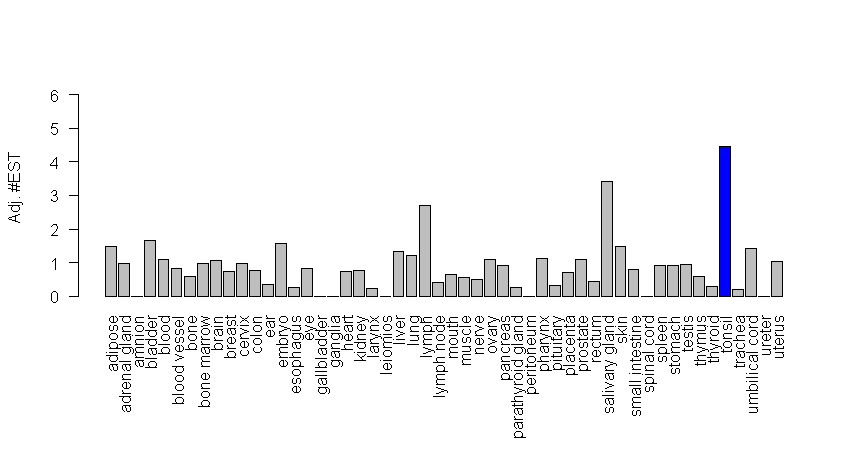 Adj. #EST
6
5
4
3
2
1
0
adipose
adrenal gland
amnion
bladder
blood
blood vessel
bone
bone marrow
brain
breast
cervix
colon
ear
embryo
esophagus
eye
gallbladder
ganglia
heart
kidney
larynx
leiomios
liver
lung
lymph
lymph node
mouth
muscle
nerve
ovary
pancreas
parathyroid gland
peritoneum
pharynx
pituitary
placenta
prostate
rectum
salivary gland
skin
small intestine
spinal cord
spleen
stomach
testis
thymus
thyroid
tonsil
trachea
umbilical cord
ureter
uterus